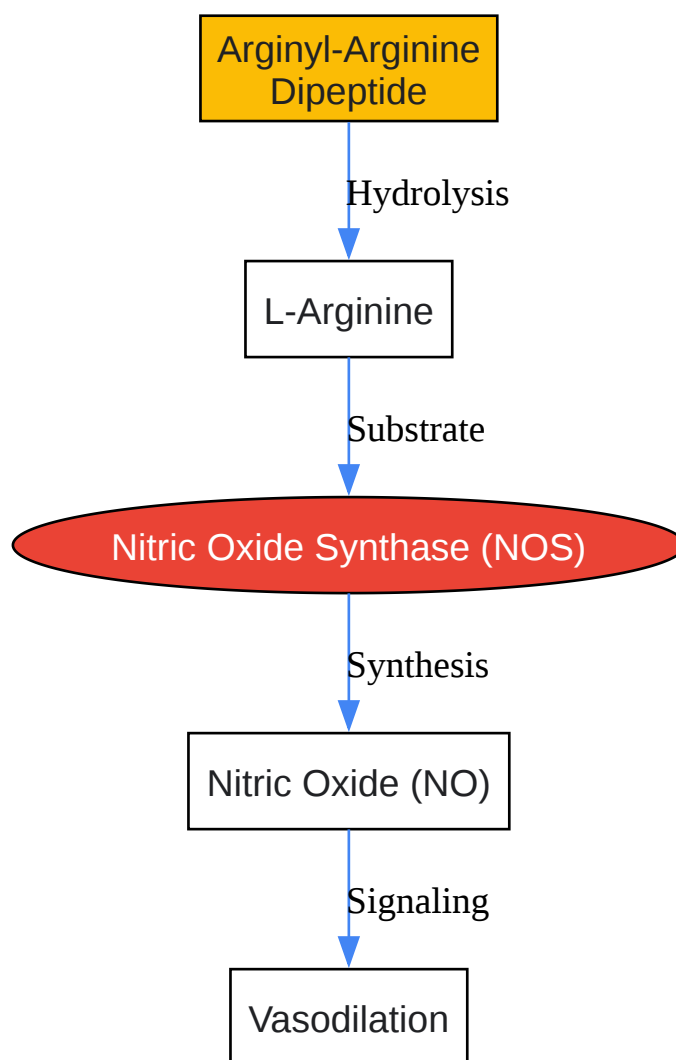 Arginyl-Arginine
Dipeptide
Hydrolysis
L-Arginine
Substrate
Nitric Oxide Synthase (NOS)
Synthesis
Nitric Oxide (NO)
Signaling
Vasodilation